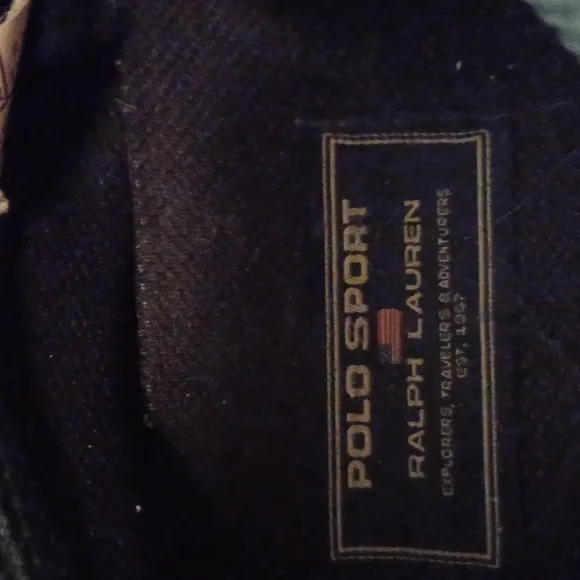 POLO SPORT
RALPH LAUREN
EXPLORERS, TRAVELERS & ADVENTURERS
EST. 1967